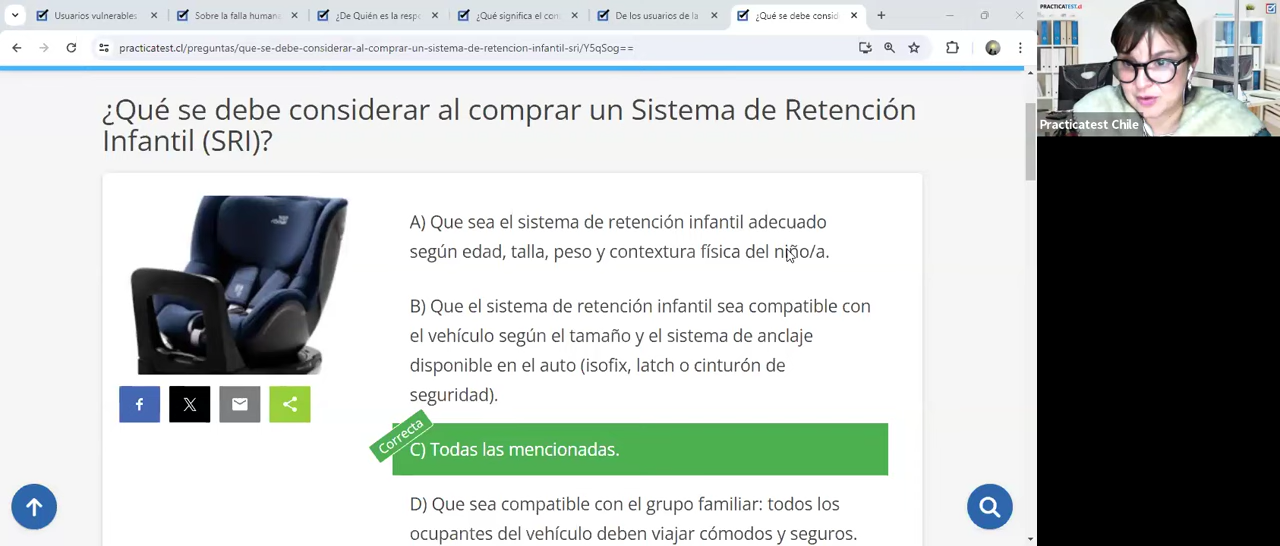 Usuarios vulnerables
Sobre la falla humana
¿De Quién es la resp
¿Qué significa el con
De los usuarios de la
¿Qué se debe consid
practicatest.cl/preguntas/que-se-debe-considerar-al-comprar-un-sistema-de-retencion-infantil-sri/Y5qSog==
PRACTICATEST.cl
Practicatest Chile
¿Qué se debe considerar al comprar un Sistema de Retención
Infantil (SRI)?
A) Que sea el sistema de retención infantil adecuado
según edad, talla, peso y contextura física del niño/a.
B) Que el sistema de retención infantil sea compatible con
el vehículo según el tamaño y el sistema de anclaje
disponible en el auto (isofix, latch o cinturón de
seguridad).
Correcta
C) Todas las mencionadas.
D) Que sea compatible con el grupo familiar: todos los
ocupantes del vehículo deben viajar cómodos y seguros.